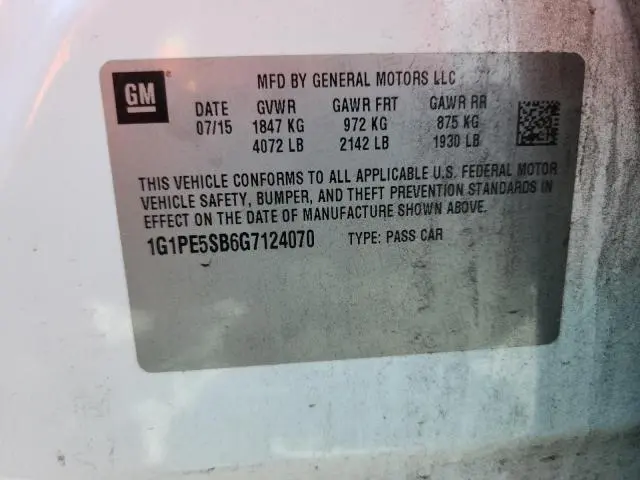 GM
MFD BY GENERAL MOTORS LLC
DATE GVWR GAWR FRT GAWR RR
07/15 1847 KG 972 KG 875 KG
4072 LB 2142 LB 1930 LB
THIS VEHICLE CONFORMS TO ALL APPLICABLE U.S. FEDERAL MOTOR
VEHICLE SAFETY, BUMPER, AND THEFT PREVENTION STANDARDS IN
EFFECT ON THE DATE OF MANUFACTURE SHOWN ABOVE.
1G1PE5SB6G7124070 TYPE: PASS CAR